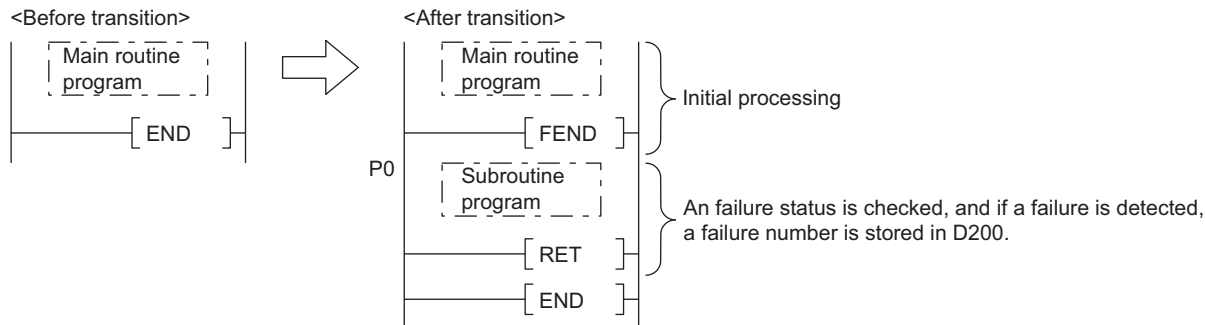 <Before transition>
Main routine
program
END
<After transition>
Main routine
program
FEND
Initial processing
P0
Subroutine
program
RET
An failure status is checked, and if a failure is detected,
a failure number is stored in D200.
END